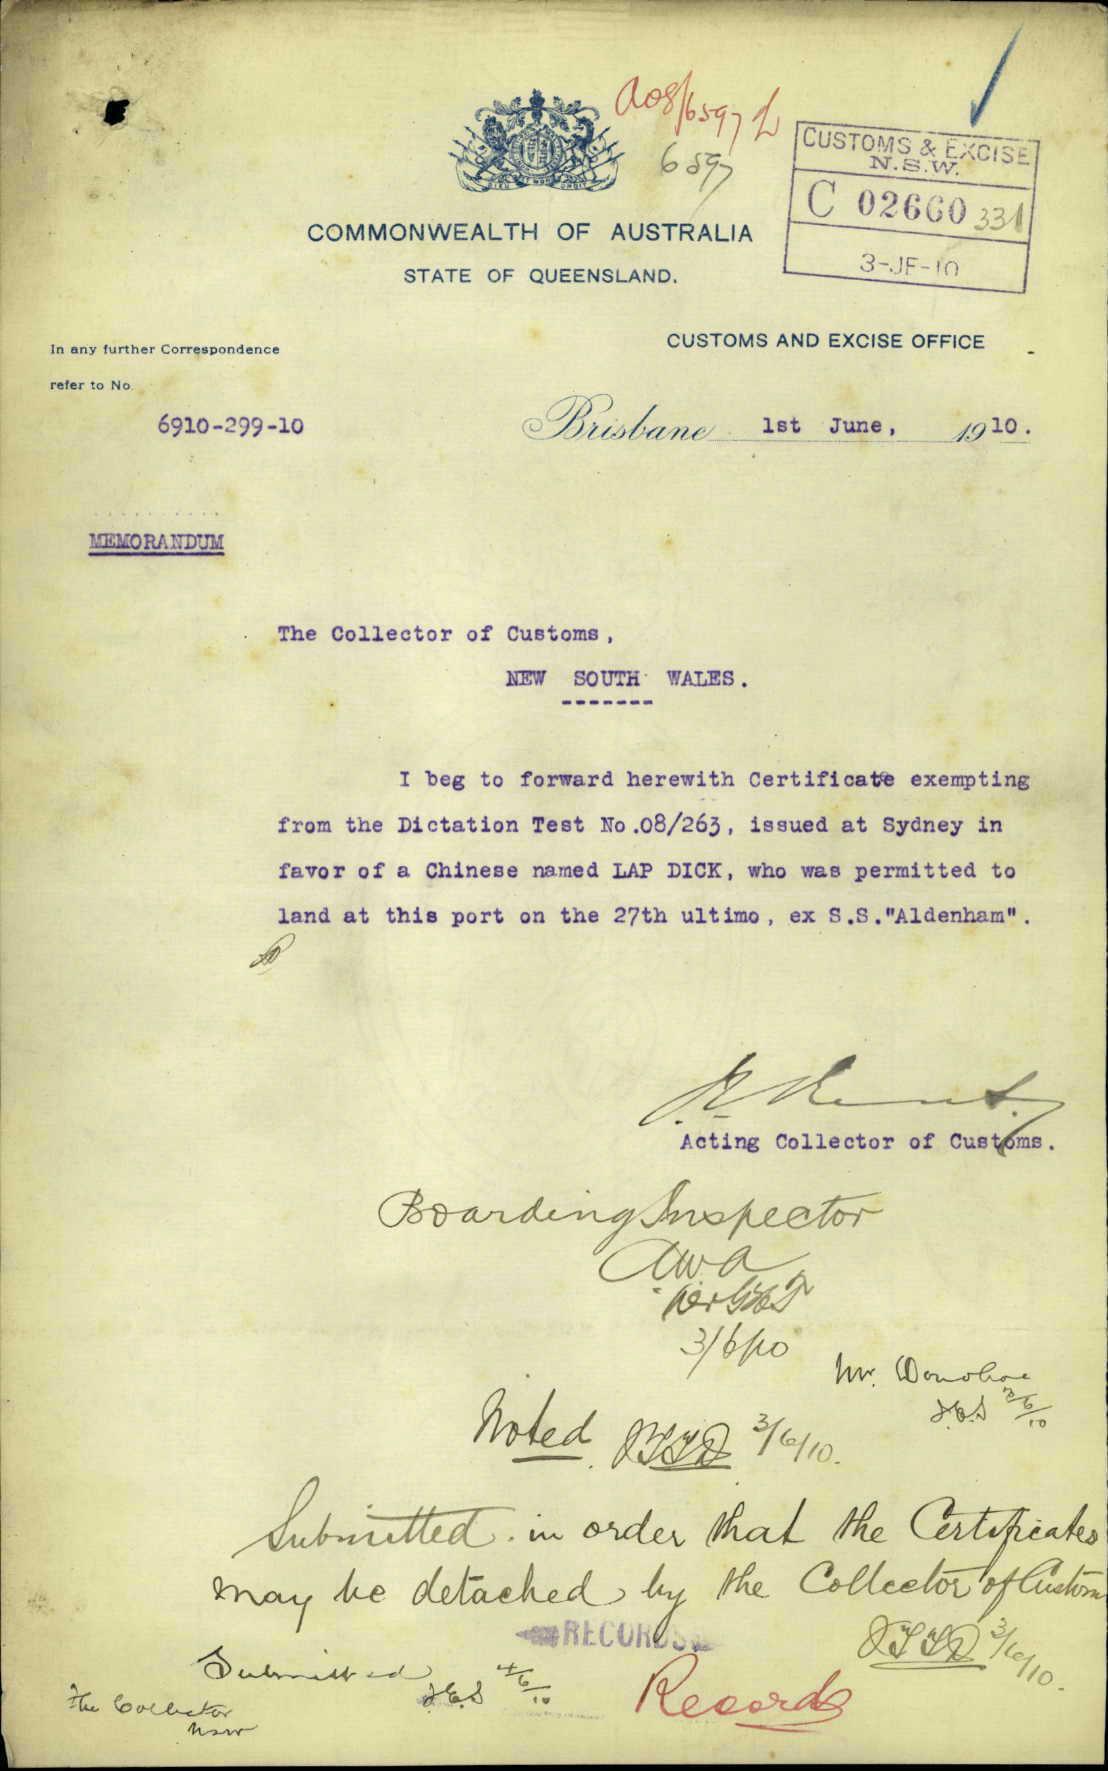 A08/6597
6597
CUSTOMS & EXCISE
N.S.W.
C 02660 331
3-JE-10
COMMONWEALTH OF AUSTRALIA
STATE OF QUEENSLAND.
CUSTOMS AND EXCISE OFFICE
In any further Correspondence
refer to No.
6910-299-10
Brisbane 1st June, 1910.
MEMORANDUM
The Collector of Customs,
NEW SOUTH WALES.
I beg to forward herewith Certificate exempting
from the Dictation Test No.08/263, issued at Sydney in
favor of a Chinese named LAP DICK, who was permitted to
land at this port on the 27th ultimo, ex S.S."Aldenham".
Acting Collector of Customs.
Boarding Inspector
3/6/10
Mr. Donohoe
J.E.S 3/6/10
Noted 3/6/10.
Submitted in order that the Certificates
may be detached by the Collector of Customs
3/6/10.
RECORDS
Submitted
J.E.S 4/6/10
The Collector
NSW
Records